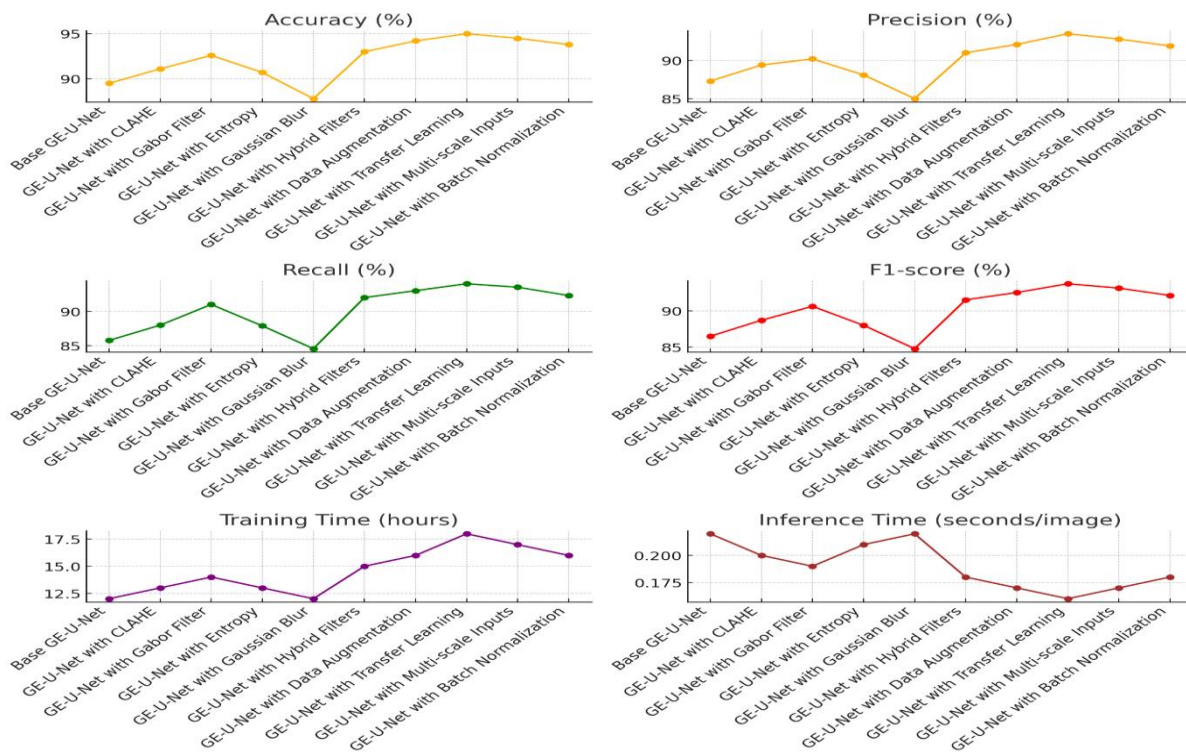 Accuracy (%)
95
90
Base GE-U-Net
GE-U-Net with CLAHE
GE-U-Net with Gabor Filter
GE-U-Net with Entropy
GE-U-Net with Gaussian Blur
GE-U-Net with Hybrid Filters
GE-U-Net with Data Augmentation
GE-U-Net with Transfer Learning
GE-U-Net with Multi-scale Inputs
GE-U-Net with Batch Normalization
Precision (%)
90
85
Base GE-U-Net
GE-U-Net with CLAHE
GE-U-Net with Gabor Filter
GE-U-Net with Entropy
GE-U-Net with Gaussian Blur
GE-U-Net with Hybrid Filters
GE-U-Net with Data Augmentation
GE-U-Net with Transfer Learning
GE-U-Net with Multi-scale Inputs
GE-U-Net with Batch Normalization
Recall (%)
90
85
Base GE-U-Net
GE-U-Net with CLAHE
GE-U-Net with Gabor Filter
GE-U-Net with Entropy
GE-U-Net with Gaussian Blur
GE-U-Net with Hybrid Filters
GE-U-Net with Data Augmentation
GE-U-Net with Transfer Learning
GE-U-Net with Multi-scale Inputs
GE-U-Net with Batch Normalization
F1-score (%)
90
85
Base GE-U-Net
GE-U-Net with CLAHE
GE-U-Net with Gabor Filter
GE-U-Net with Entropy
GE-U-Net with Gaussian Blur
GE-U-Net with Hybrid Filters
GE-U-Net with Data Augmentation
GE-U-Net with Transfer Learning
GE-U-Net with Multi-scale Inputs
GE-U-Net with Batch Normalization
Training Time (hours)
17.5
15.0
12.5
Base GE-U-Net
GE-U-Net with CLAHE
GE-U-Net with Gabor Filter
GE-U-Net with Entropy
GE-U-Net with Gaussian Blur
GE-U-Net with Hybrid Filters
GE-U-Net with Data Augmentation
GE-U-Net with Transfer Learning
GE-U-Net with Multi-scale Inputs
GE-U-Net with Batch Normalization
Inference Time (seconds/image)
0.200
0.175
Base GE-U-Net
GE-U-Net with CLAHE
GE-U-Net with Gabor Filter
GE-U-Net with Entropy
GE-U-Net with Gaussian Blur
GE-U-Net with Hybrid Filters
GE-U-Net with Data Augmentation
GE-U-Net with Transfer Learning
GE-U-Net with Multi-scale Inputs
GE-U-Net with Batch Normalization